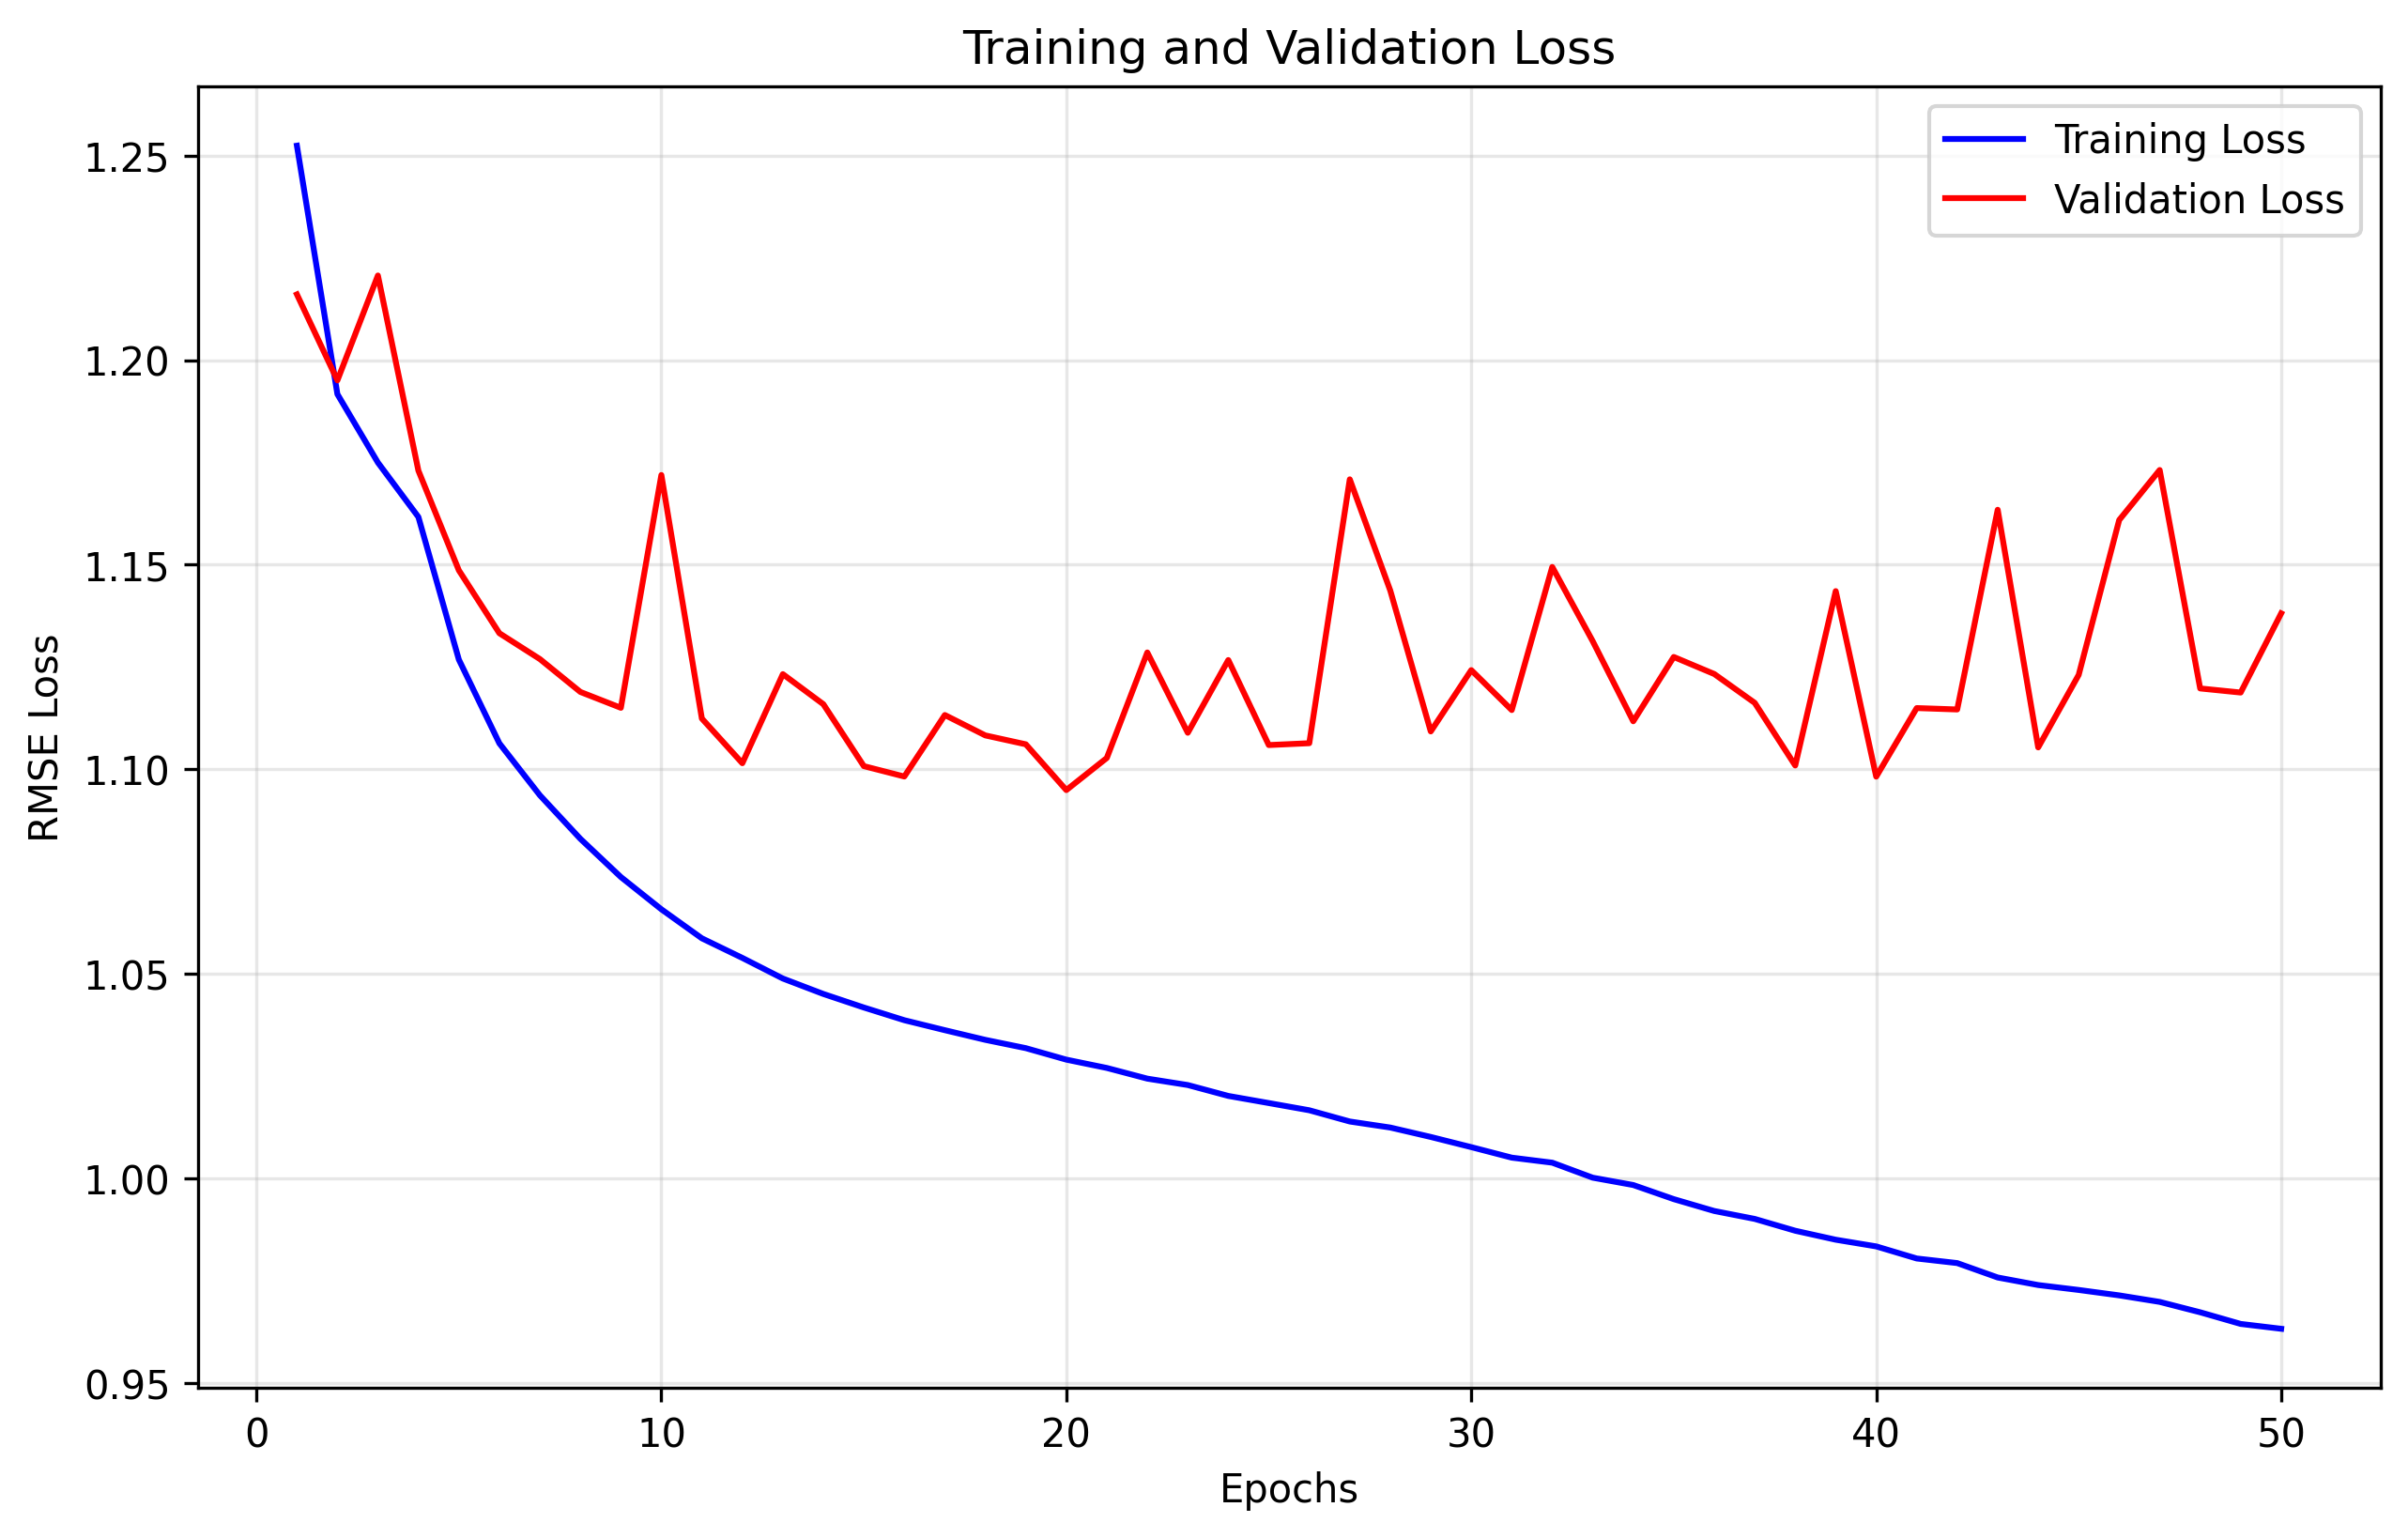 Training and Validation Loss
Training Loss
Validation Loss
1.25
1.20
1.15
1.10
1.05
1.00
0.95
RMSE Loss
0 10 20 30 40 50
Epochs